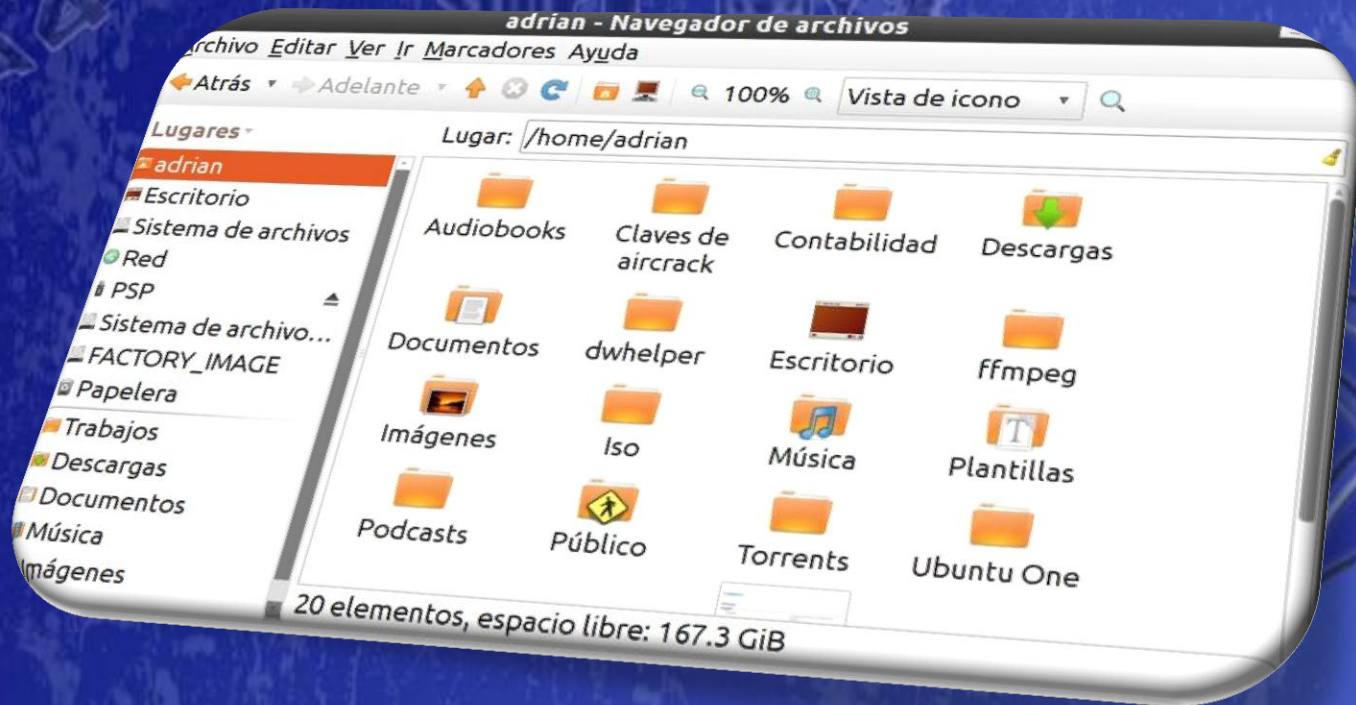 adrian - Navegador de archivos
Archivo Editar Ver Ir Marcadores Ayuda
Atrás Adelante 100% Vista de icono
Lugares
Lugar: /home/adrian
adrian
Escritorio
Sistema de archivos
Red
PSP
Sistema de archivo...
FACTORY_IMAGE
Papelera
Trabajos
Descargas
Documentos
Música
Imágenes
Audiobooks
Claves de
aircrack
Contabilidad
Descargas
Documentos
dwhelper
Escritorio
ffmpeg
Imágenes
Iso
Música
Plantillas
Podcasts
Público
Torrents
Ubuntu One
20 elementos, espacio libre: 167.3 GiB